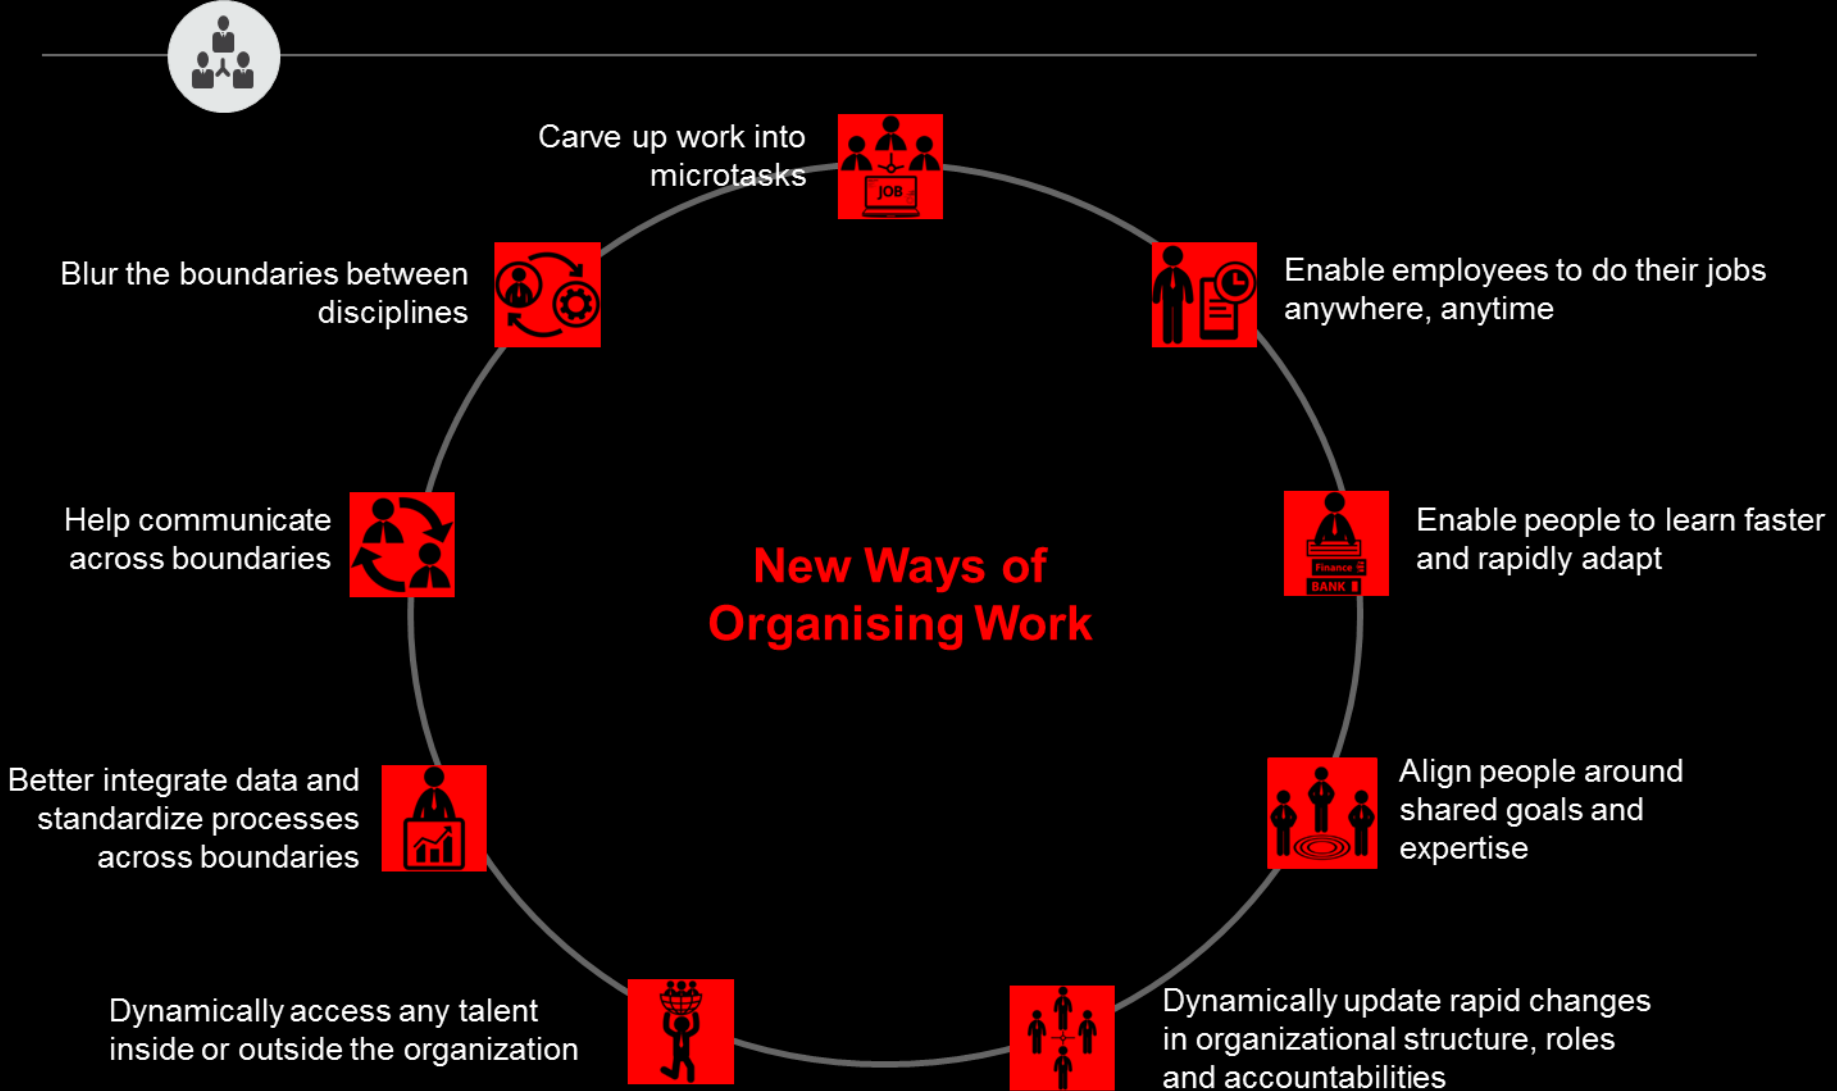 Carve up work into
microtasks
JOB
Blur the boundaries between
disciplines
Enable employees to do their jobs
anywhere, anytime
Help communicate
across boundaries
Enable people to learn faster
and rapidly adapt
Finance
BANK
New Ways of
Organising Work
Better integrate data and
standardize processes
across boundaries
Align people around
shared goals and
expertise
Dynamically access any talent
inside or outside the organization
Dynamically update rapid changes
in organizational structure, roles
and accountabilities